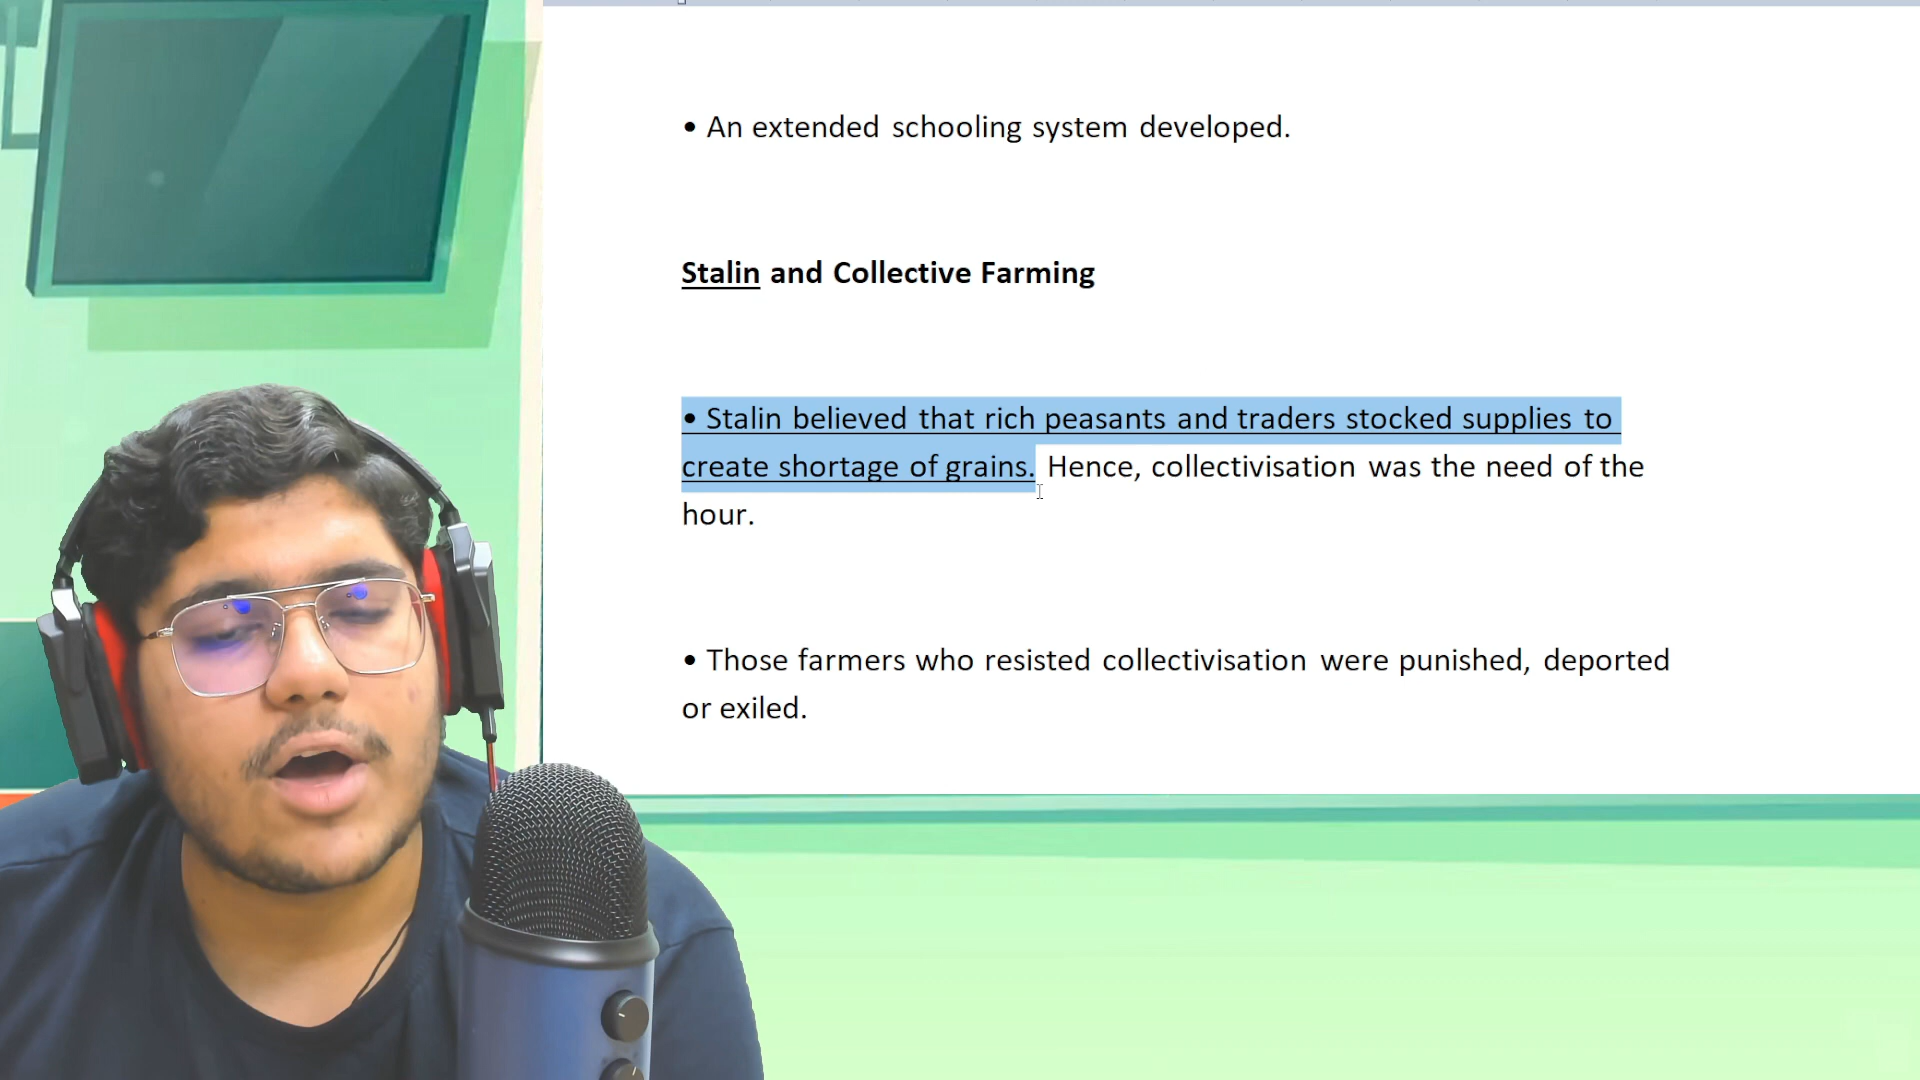 • An extended schooling system developed.
Stalin and Collective Farming
• Stalin believed that rich peasants and traders stocked supplies to
create shortage of grains. Hence, collectivisation was the need of the
hour.
• Those farmers who resisted collectivisation were punished, deported
or exiled.